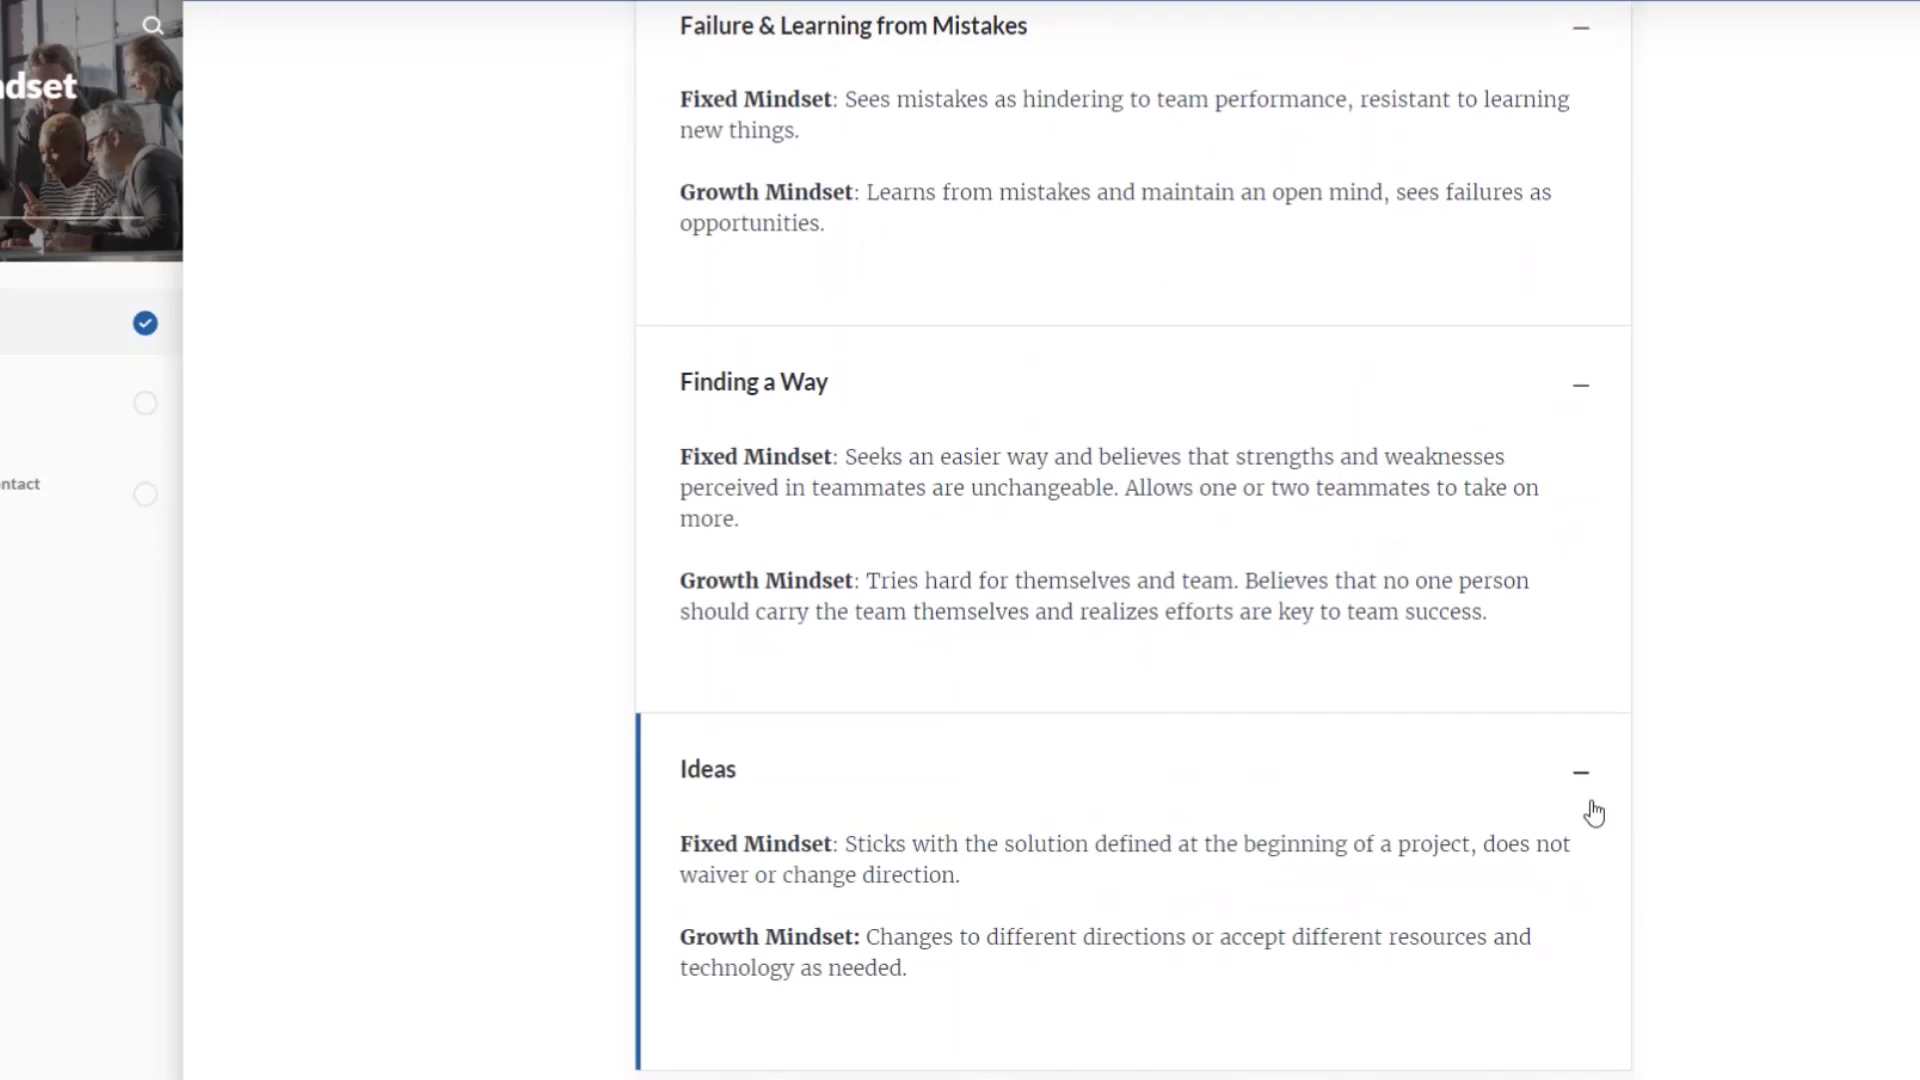 Failure & Learning from Mistakes
Fixed Mindset: Sees mistakes as hindering to team performance, resistant to learning
new things.
Growth Mindset: Learns from mistakes and maintain an open mind, sees failures as
opportunities.
Finding a Way
Fixed Mindset: Seeks an easier way and believes that strengths and weaknesses
perceived in teammates are unchangeable. Allows one or two teammates to take on
more.
Growth Mindset: Tries hard for themselves and team. Believes that no one person
should carry the team themselves and realizes efforts are key to team success.
Ideas
Fixed Mindset: Sticks with the solution defined at the beginning of a project, does not
waiver or change direction.
Growth Mindset: Changes to different directions or accept different resources and
technology as needed.